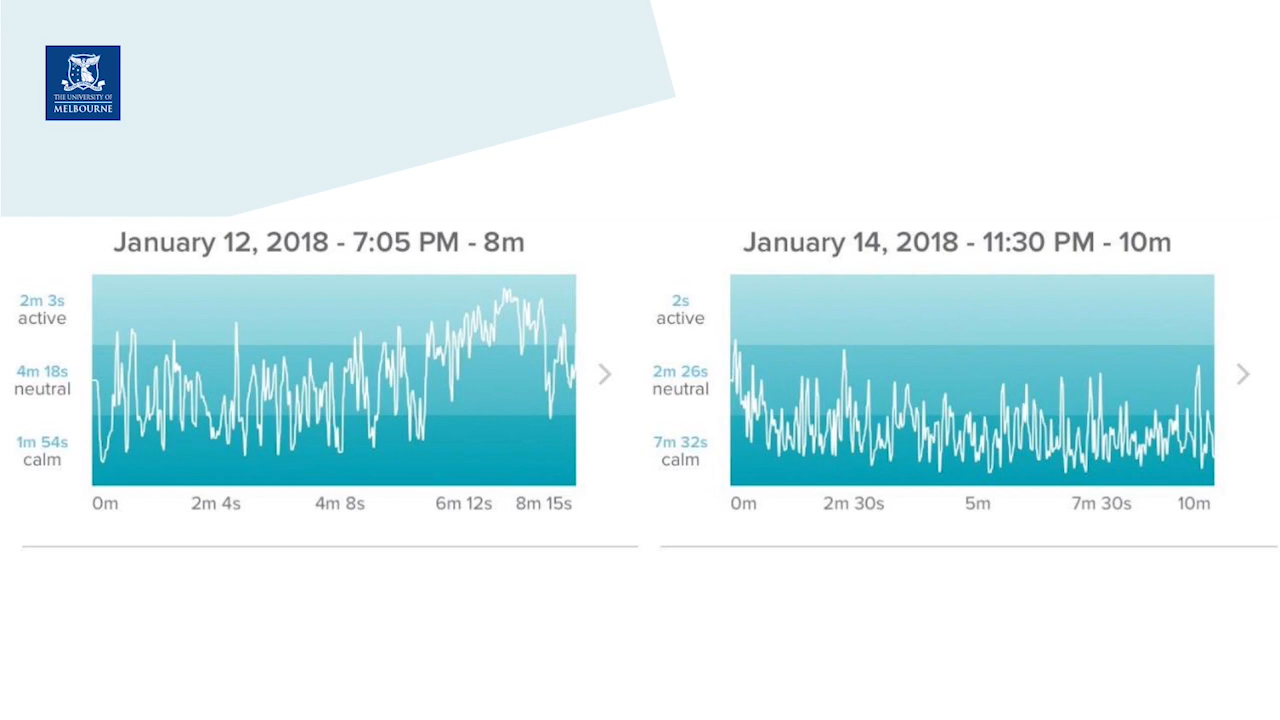 THE UNIVERSITY OF
MELBOURNE
January 12, 2018 - 7:05 PM - 8m
2m 3s
active
4m 18s
neutral
1m 54s
calm
0m 2m 4s 4m 8s 6m 12s 8m 15s
January 14, 2018 - 11:30 PM - 10m
2s
active
2m 26s
neutral
7m 32s
calm
0m 2m 30s 5m 7m 30s 10m